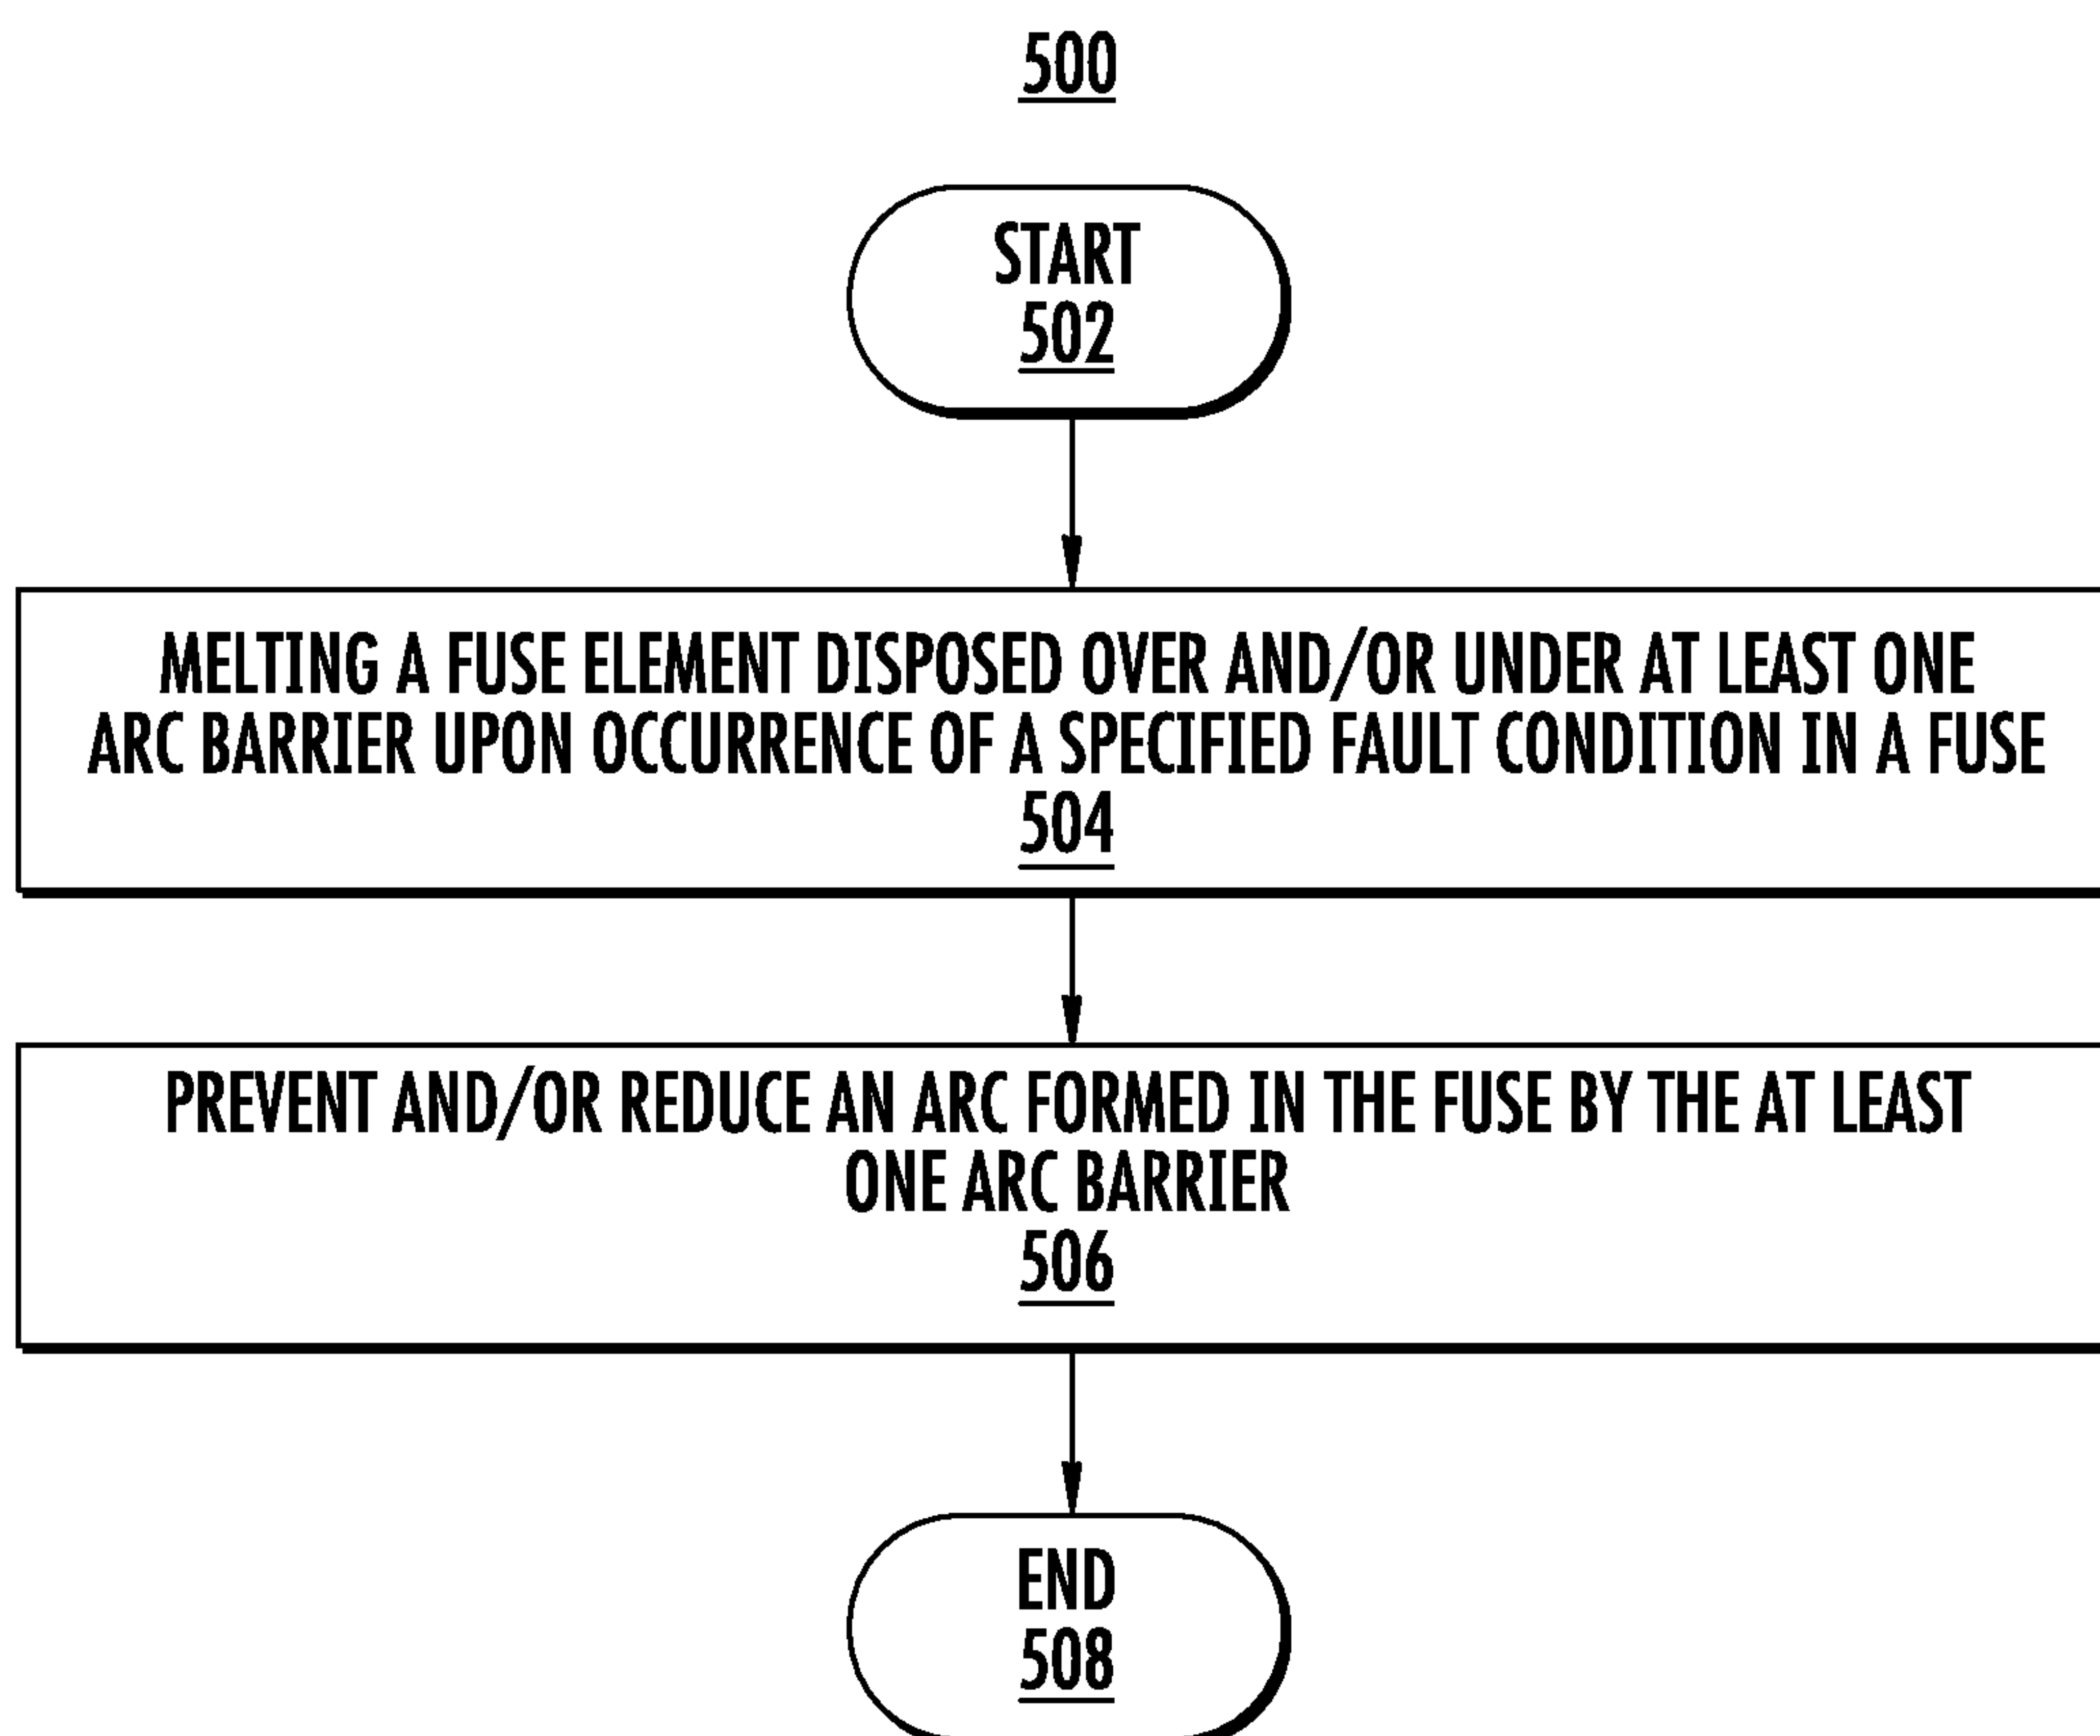 500
START
502
MELTING A FUSE ELEMENT DISPOSED OVER AND/OR UNDER AT LEAST ONE
ARC BARRIER UPON OCCURRENCE OF A SPECIFIED FAULT CONDITION IN A FUSE
504
PREVENT AND/OR REDUCE AN ARC FORMED IN THE FUSE BY THE AT LEAST
ONE ARC BARRIER
506
END
508